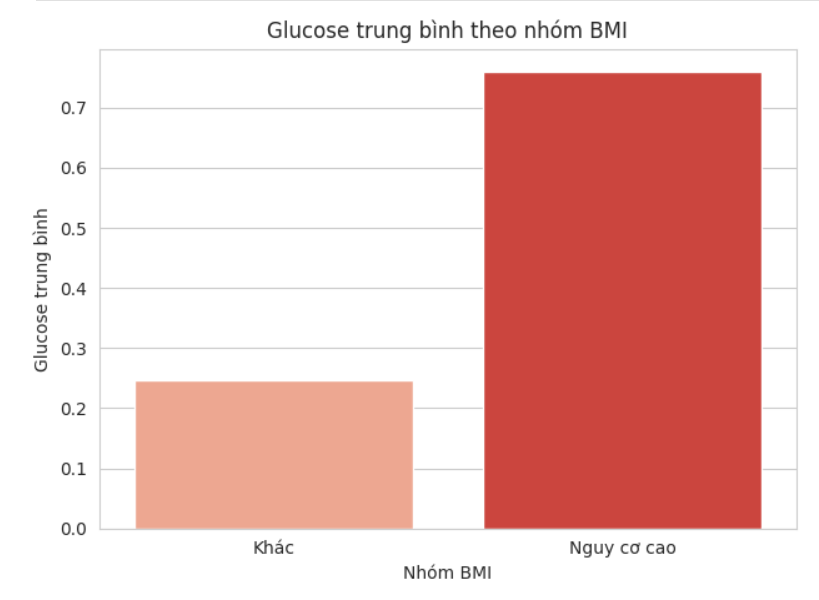 Glucose trung bình theo nhóm BMI
Glucose trung bình
0.7
0.6
0.5
0.4
0.3
0.2
0.1
0.0
Khác
Nguy cơ cao
Nhóm BMI